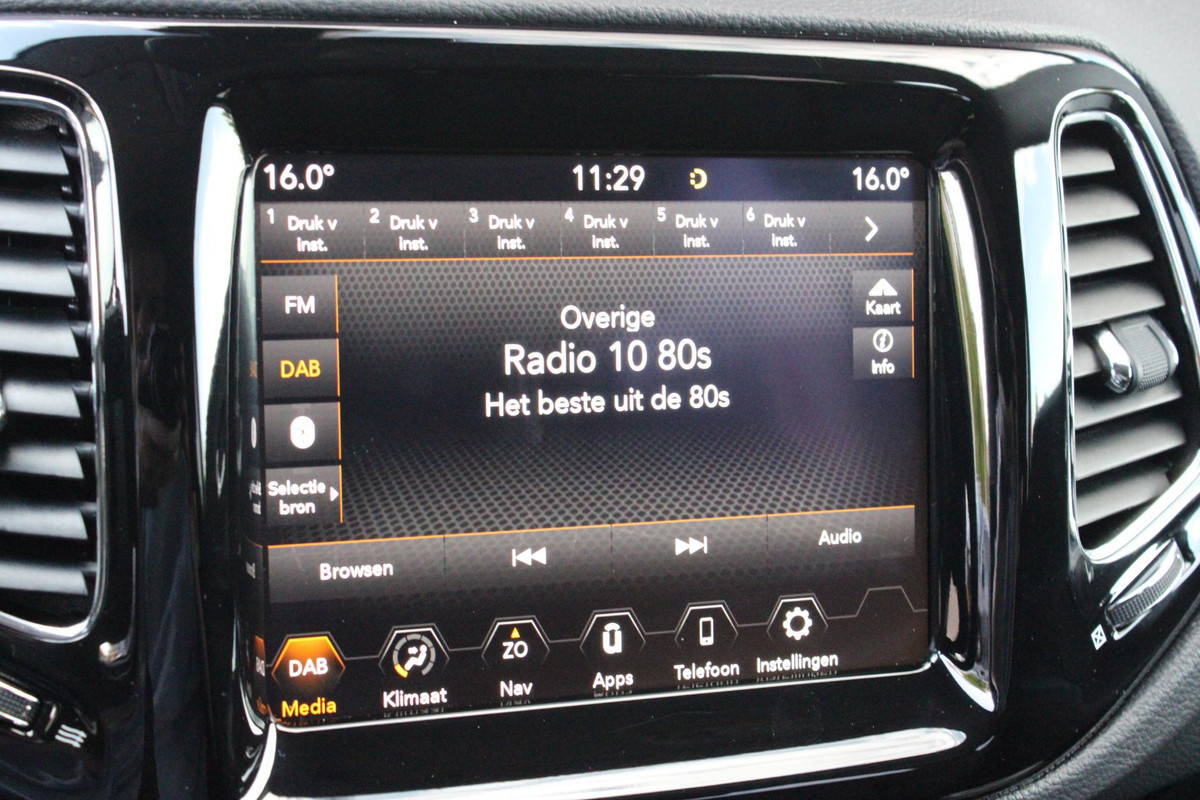 16.0° 11:29 16.0°
1 Druk v Inst. 2 Druk v Inst. 3 Druk v Inst. 4 Druk v Inst. 5 Druk v Inst. 6 Druk v Inst.
FM
DAB
Selectie
bron
Overige
Radio 10 80s
Het beste uit de 80s
Kaart
Info
Browsen Audio
DAB ZO
Media Klimaat Nav Apps Telefoon Instellingen